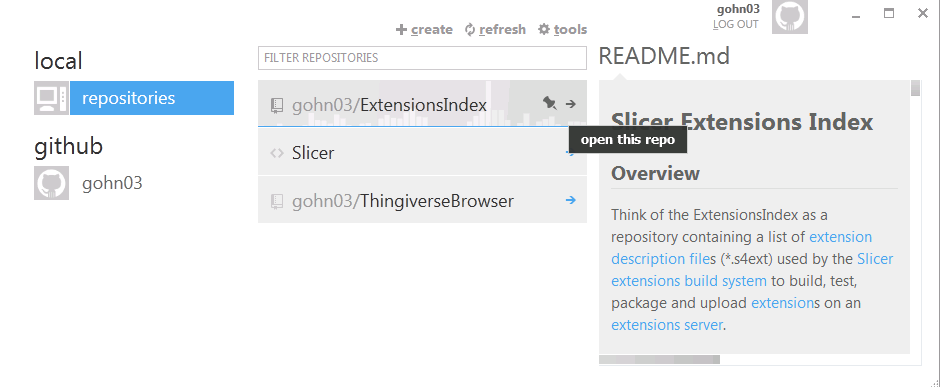 gohn03
LOG OUT
create refresh tools
local
repositories
github
gohn03
FILTER REPOSITORIES
gohn03/ExtensionsIndex
Slicer
gohn03/ThingiverseBrowser
open this repo
README.md
Slicer Extensions Index
Overview
Think of the ExtensionsIndex as a
repository containing a list of extension
description files (*.s4ext) used by the Slicer
extensions build system to build, test,
package and upload extensions on an
extensions server.